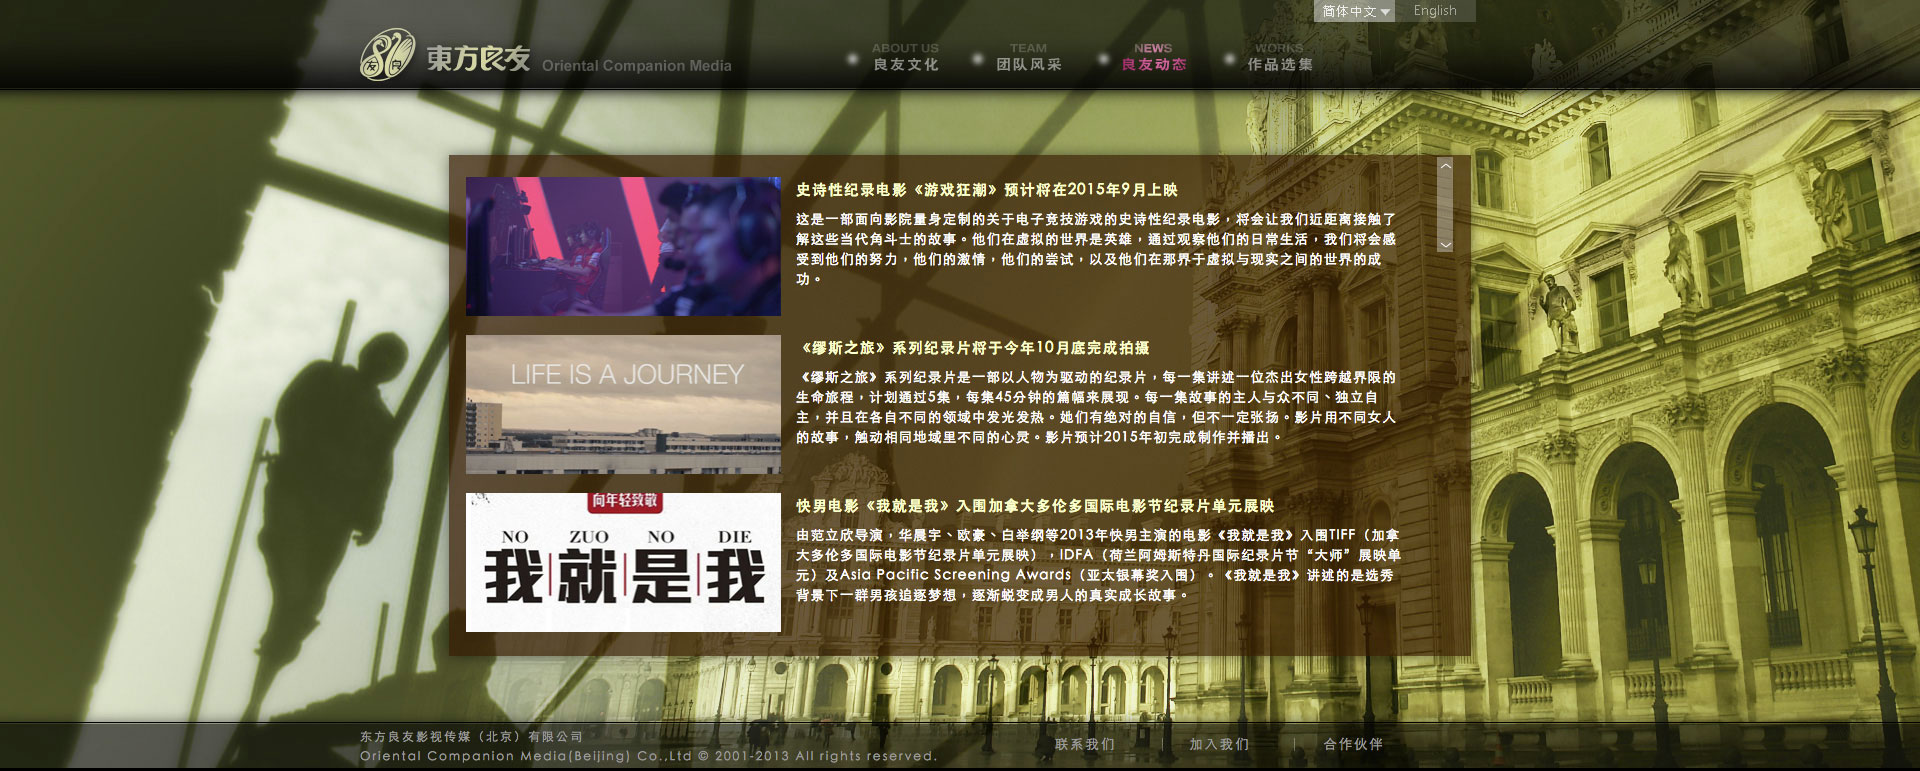 简体中文 English
東方良友 Oriental Companion Media
ABOUT US TEAM NEWS WORKS
良友文化 团队风采 良友动态 作品选集
史诗性纪录电影《游戏狂潮》预计将在2015年9月上映
这是一部面向影院量身定制的关于电子竞技游戏的史诗性纪录电影，将会让我们近距离接触了
解这些当代角斗士的故事。他们在虚拟的世界是英雄，通过观察他们的日常生活，我们将会感
受到他们的努力，他们的激情，他们的尝试，以及他们在那界于虚拟与现实之间的世界的成
功。
LIFE IS A JOURNEY
《缪斯之旅》系列纪录片将于今年10月底完成拍摄
《缪斯之旅》系列纪录片是一部以人物为驱动的纪录片，每一集讲述一位杰出女性跨越界限的
生命旅程，计划通过5集，每集45分钟的篇幅来展现。每一集故事的主人与众不同、独立自
主，并且在各自不同的领域中发光发热。她们有绝对的自信，但不一定张扬。影片用不同女人
的故事，触动相同地域里不同的心灵。影片预计2015年初完成制作并播出。
向年轻致敬
NO ZUO NO DIE
我就是我
快男电影《我就是我》入围加拿大多伦多国际电影节纪录片单元展映
由范立欣导演，华晨宇、欧豪、白举纲等2013年快男主演的电影《我就是我》入围TIFF（加拿
大多伦多国际电影节纪录片单元展映），IDFA（荷兰阿姆斯特丹国际纪录片节“大师”展映单
元）及Asia Pacific Screening Awards（亚太银幕奖入围）。《我就是我》讲述的是选秀
背景下一群男孩追逐梦想，逐渐蜕变成男人的真实成长故事。
东方良友影视传媒（北京）有限公司
Oriental Companion Media(Beijing) Co.,Ltd © 2001-2013 All rights reserved.
联系我们 | 加入我们 | 合作伙伴